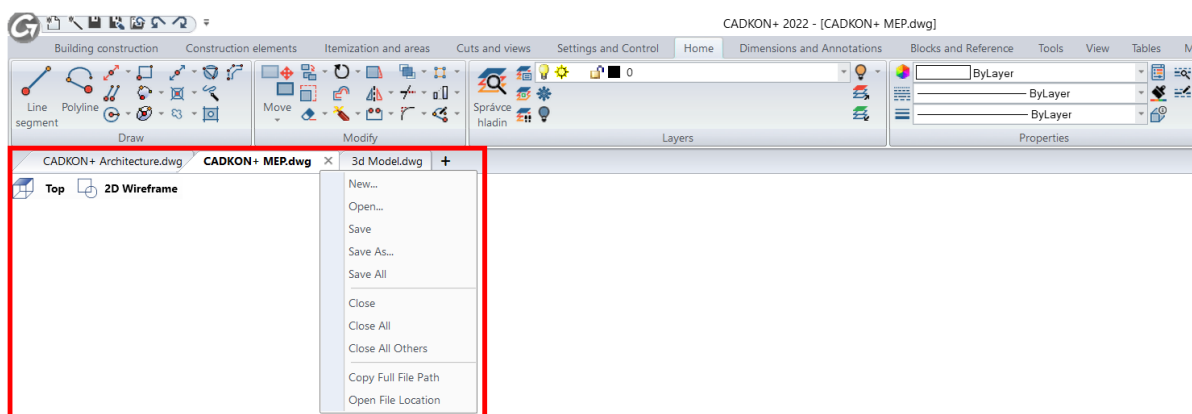 CADKON+ 2022 - [CADKON+ MEP.dwg]
Building construction Construction elements Itemization and areas Cuts and views Settings and Control Home Dimensions and Annotations Blocks and Reference Tools View Tables M
0 ByLayer
ByLayer
ByLayer
Line segment
Polyline
Move
Správce hladin
Draw Modify Layers Properties
CADKON+ Architecture.dwg CADKON+ MEP.dwg × 3d Model.dwg +
Top 2D Wireframe
New...
Open...
Save
Save As...
Save All
Close
Close All
Close All Others
Copy Full File Path
Open File Location